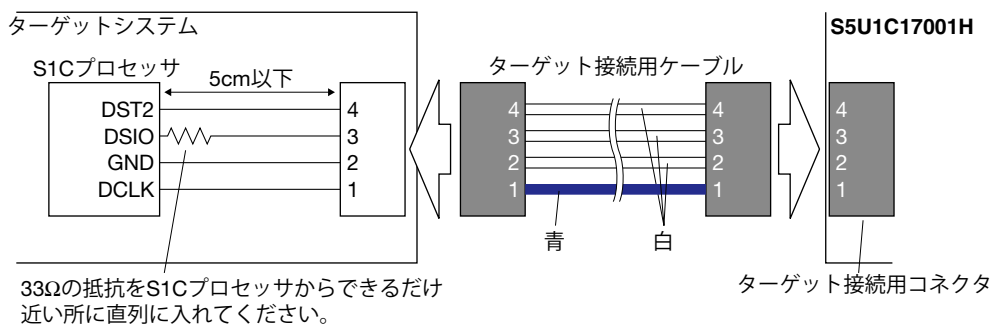 ターゲットシステム
S1Cプロセッサ
5cm以下
DST2
DSIO
GND
DCLK
4
3
2
1
33Ωの抵抗をS1Cプロセッサからできるだけ
近い所に直列に入れてください。
ターゲット接続用ケーブル
4
3
2
1
4
3
2
1
青
白
S5U1C17001H
4
3
2
1
ターゲット接続用コネクタ